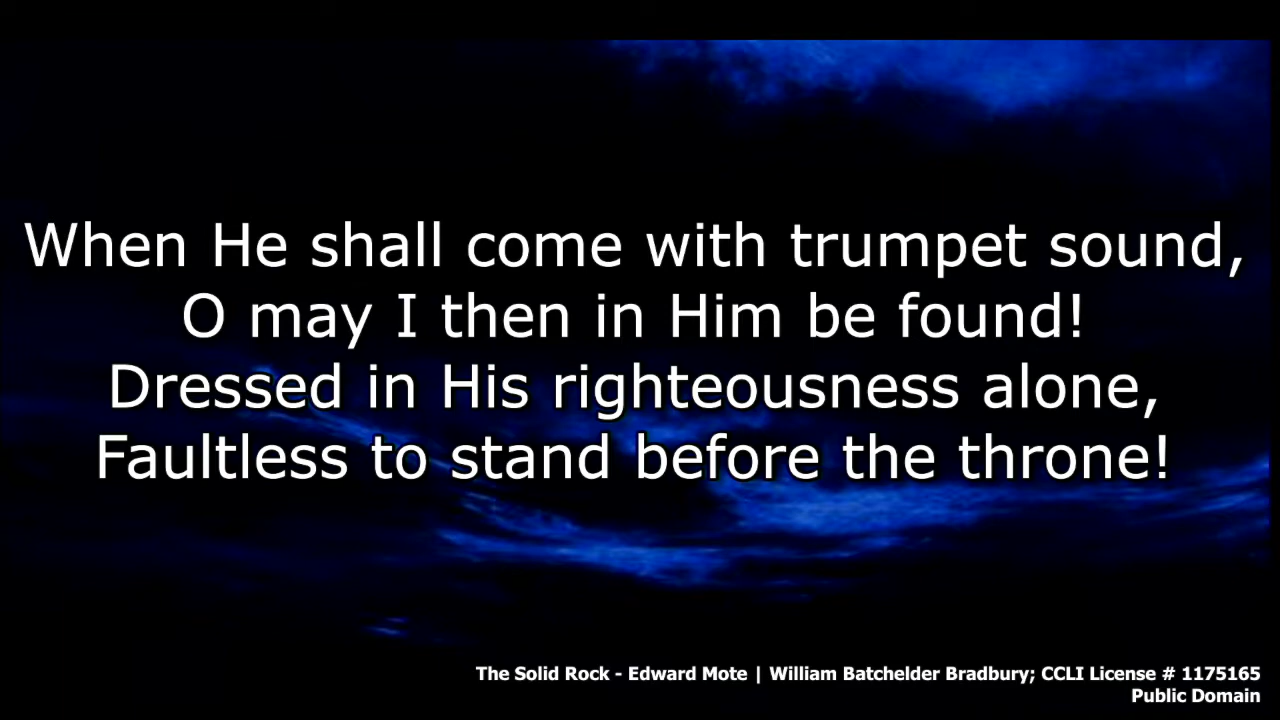 When He shall come with trumpet sound,
O may I then in Him be found!
Dressed in His righteousness alone,
Faultless to stand before the throne!
The Solid Rock - Edward Mote | William Batchelder Bradbury; CCLI License # 1175165
Public Domain